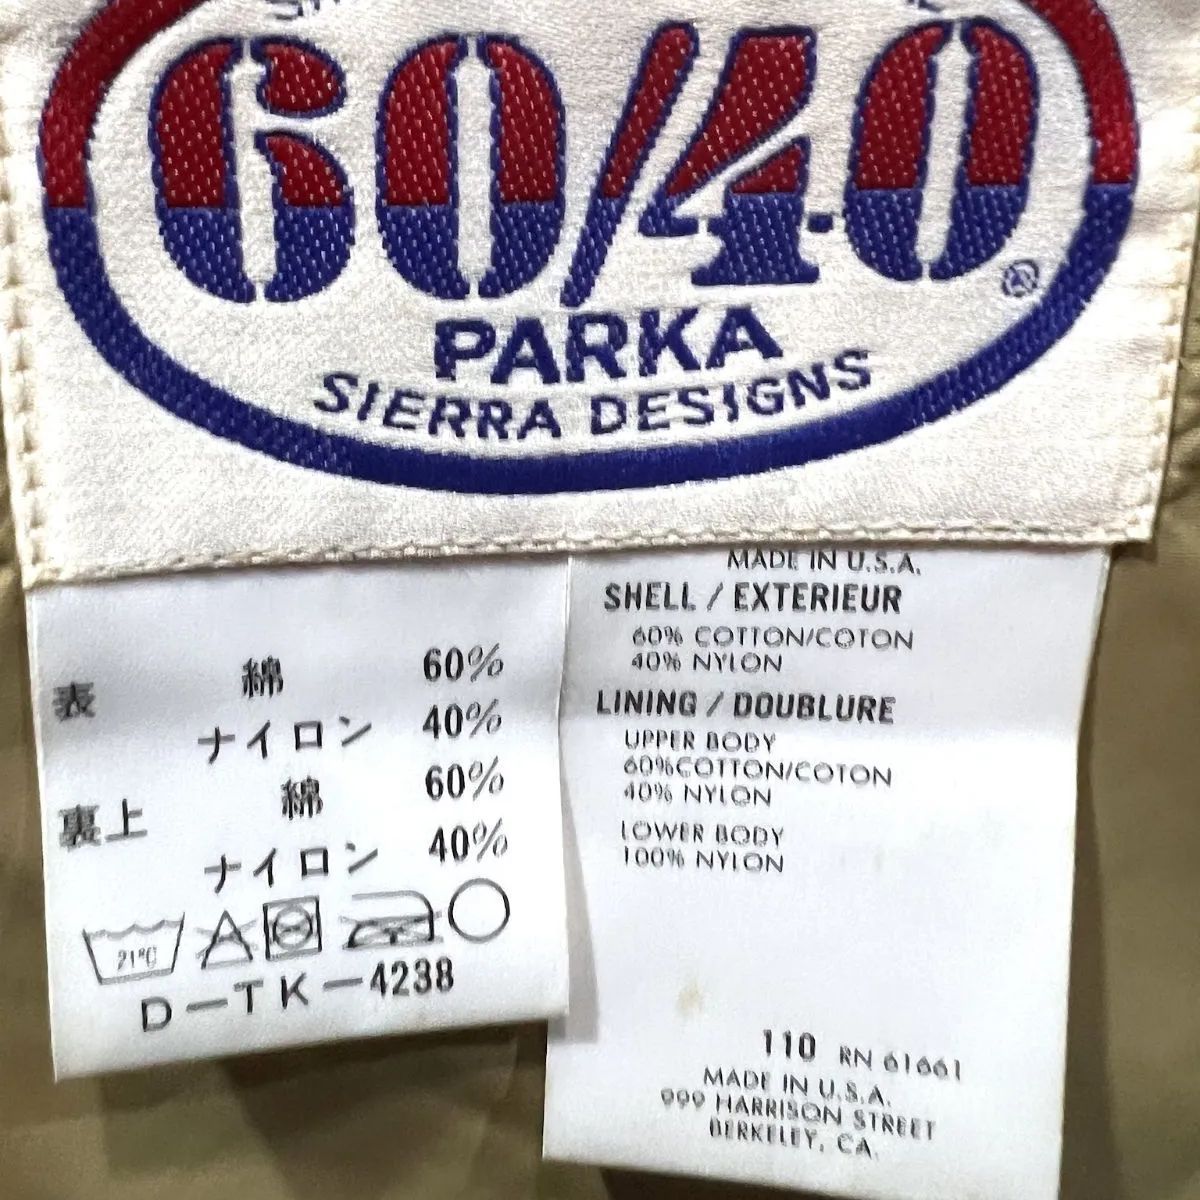 60/40
®
PARKA
SIERRA DESIGNS
表 綿 60%
ナイロン 40%
裏上 綿 60%
ナイロン 40%
21℃
D-TK-4238
MADE IN U.S.A.
SHELL / EXTERIEUR
60% COTTON/COTON
40% NYLON
LINING / DOUBLURE
UPPER BODY
60%COTTON/COTON
40% NYLON
LOWER BODY
100% NYLON
110 RN 61661
MADE IN U.S.A.
999 HARRISON STREET
BERKELEY, CA.